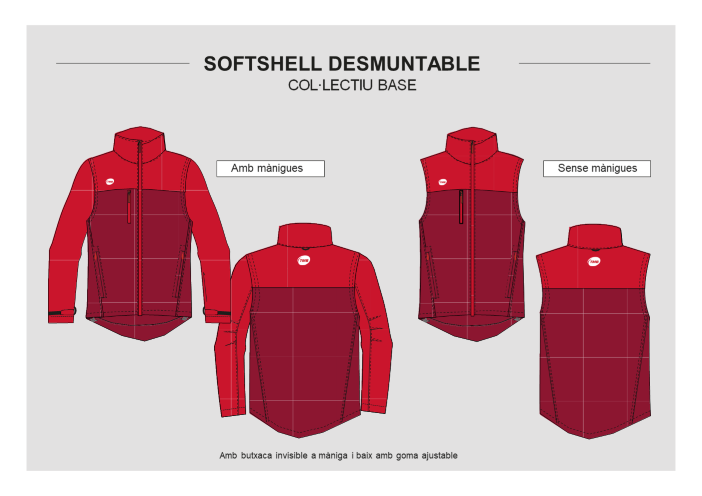 SOFTSHELL DESMUNTABLE
COL·LECTIU BASE
Amb mànigues
Sense mànigues
Amb butxaca invisible a màniga i baix amb goma ajustable